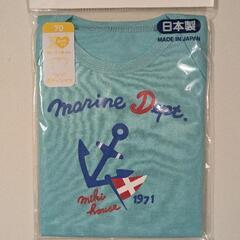 70
日本製
MADE IN JAPAN
marine Dept.
miki
house
1971